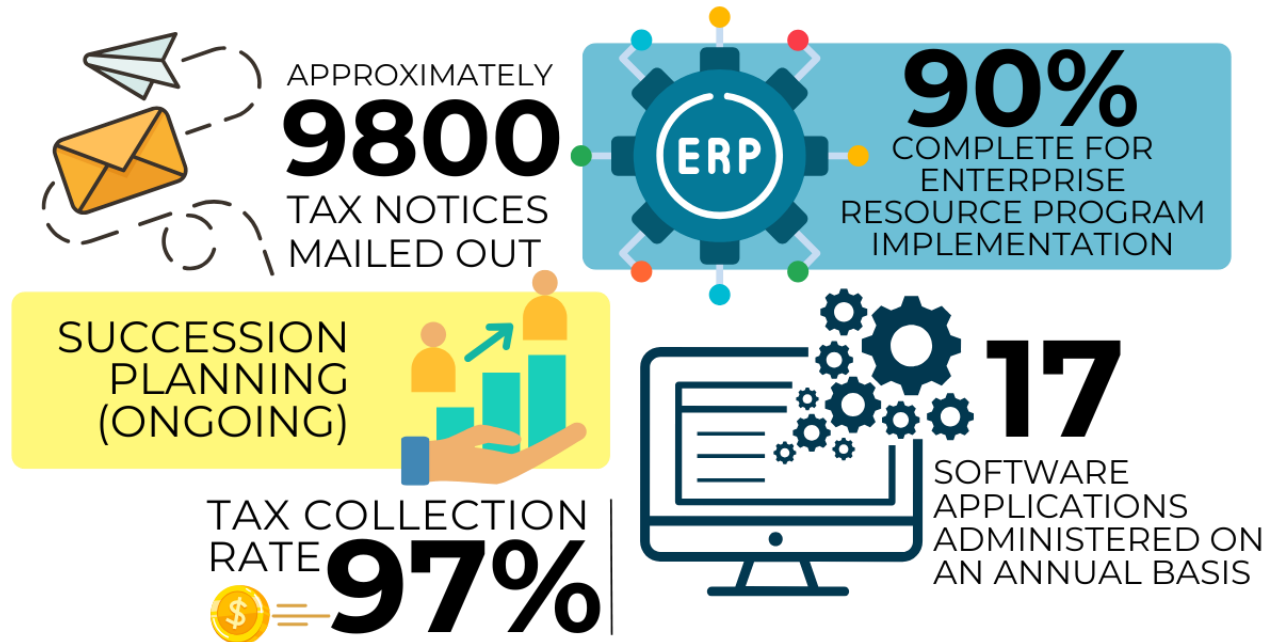 APPROXIMATELY
9800
TAX NOTICES
MAILED OUT
ERP
90%
COMPLETE FOR
ENTERPRISE
RESOURCE PROGRAM
IMPLEMENTATION
SUCCESSION
PLANNING
(ONGOING)
17
SOFTWARE
APPLICATIONS
ADMINISTERED ON
AN ANNUAL BASIS
TAX COLLECTION
RATE 97%
$